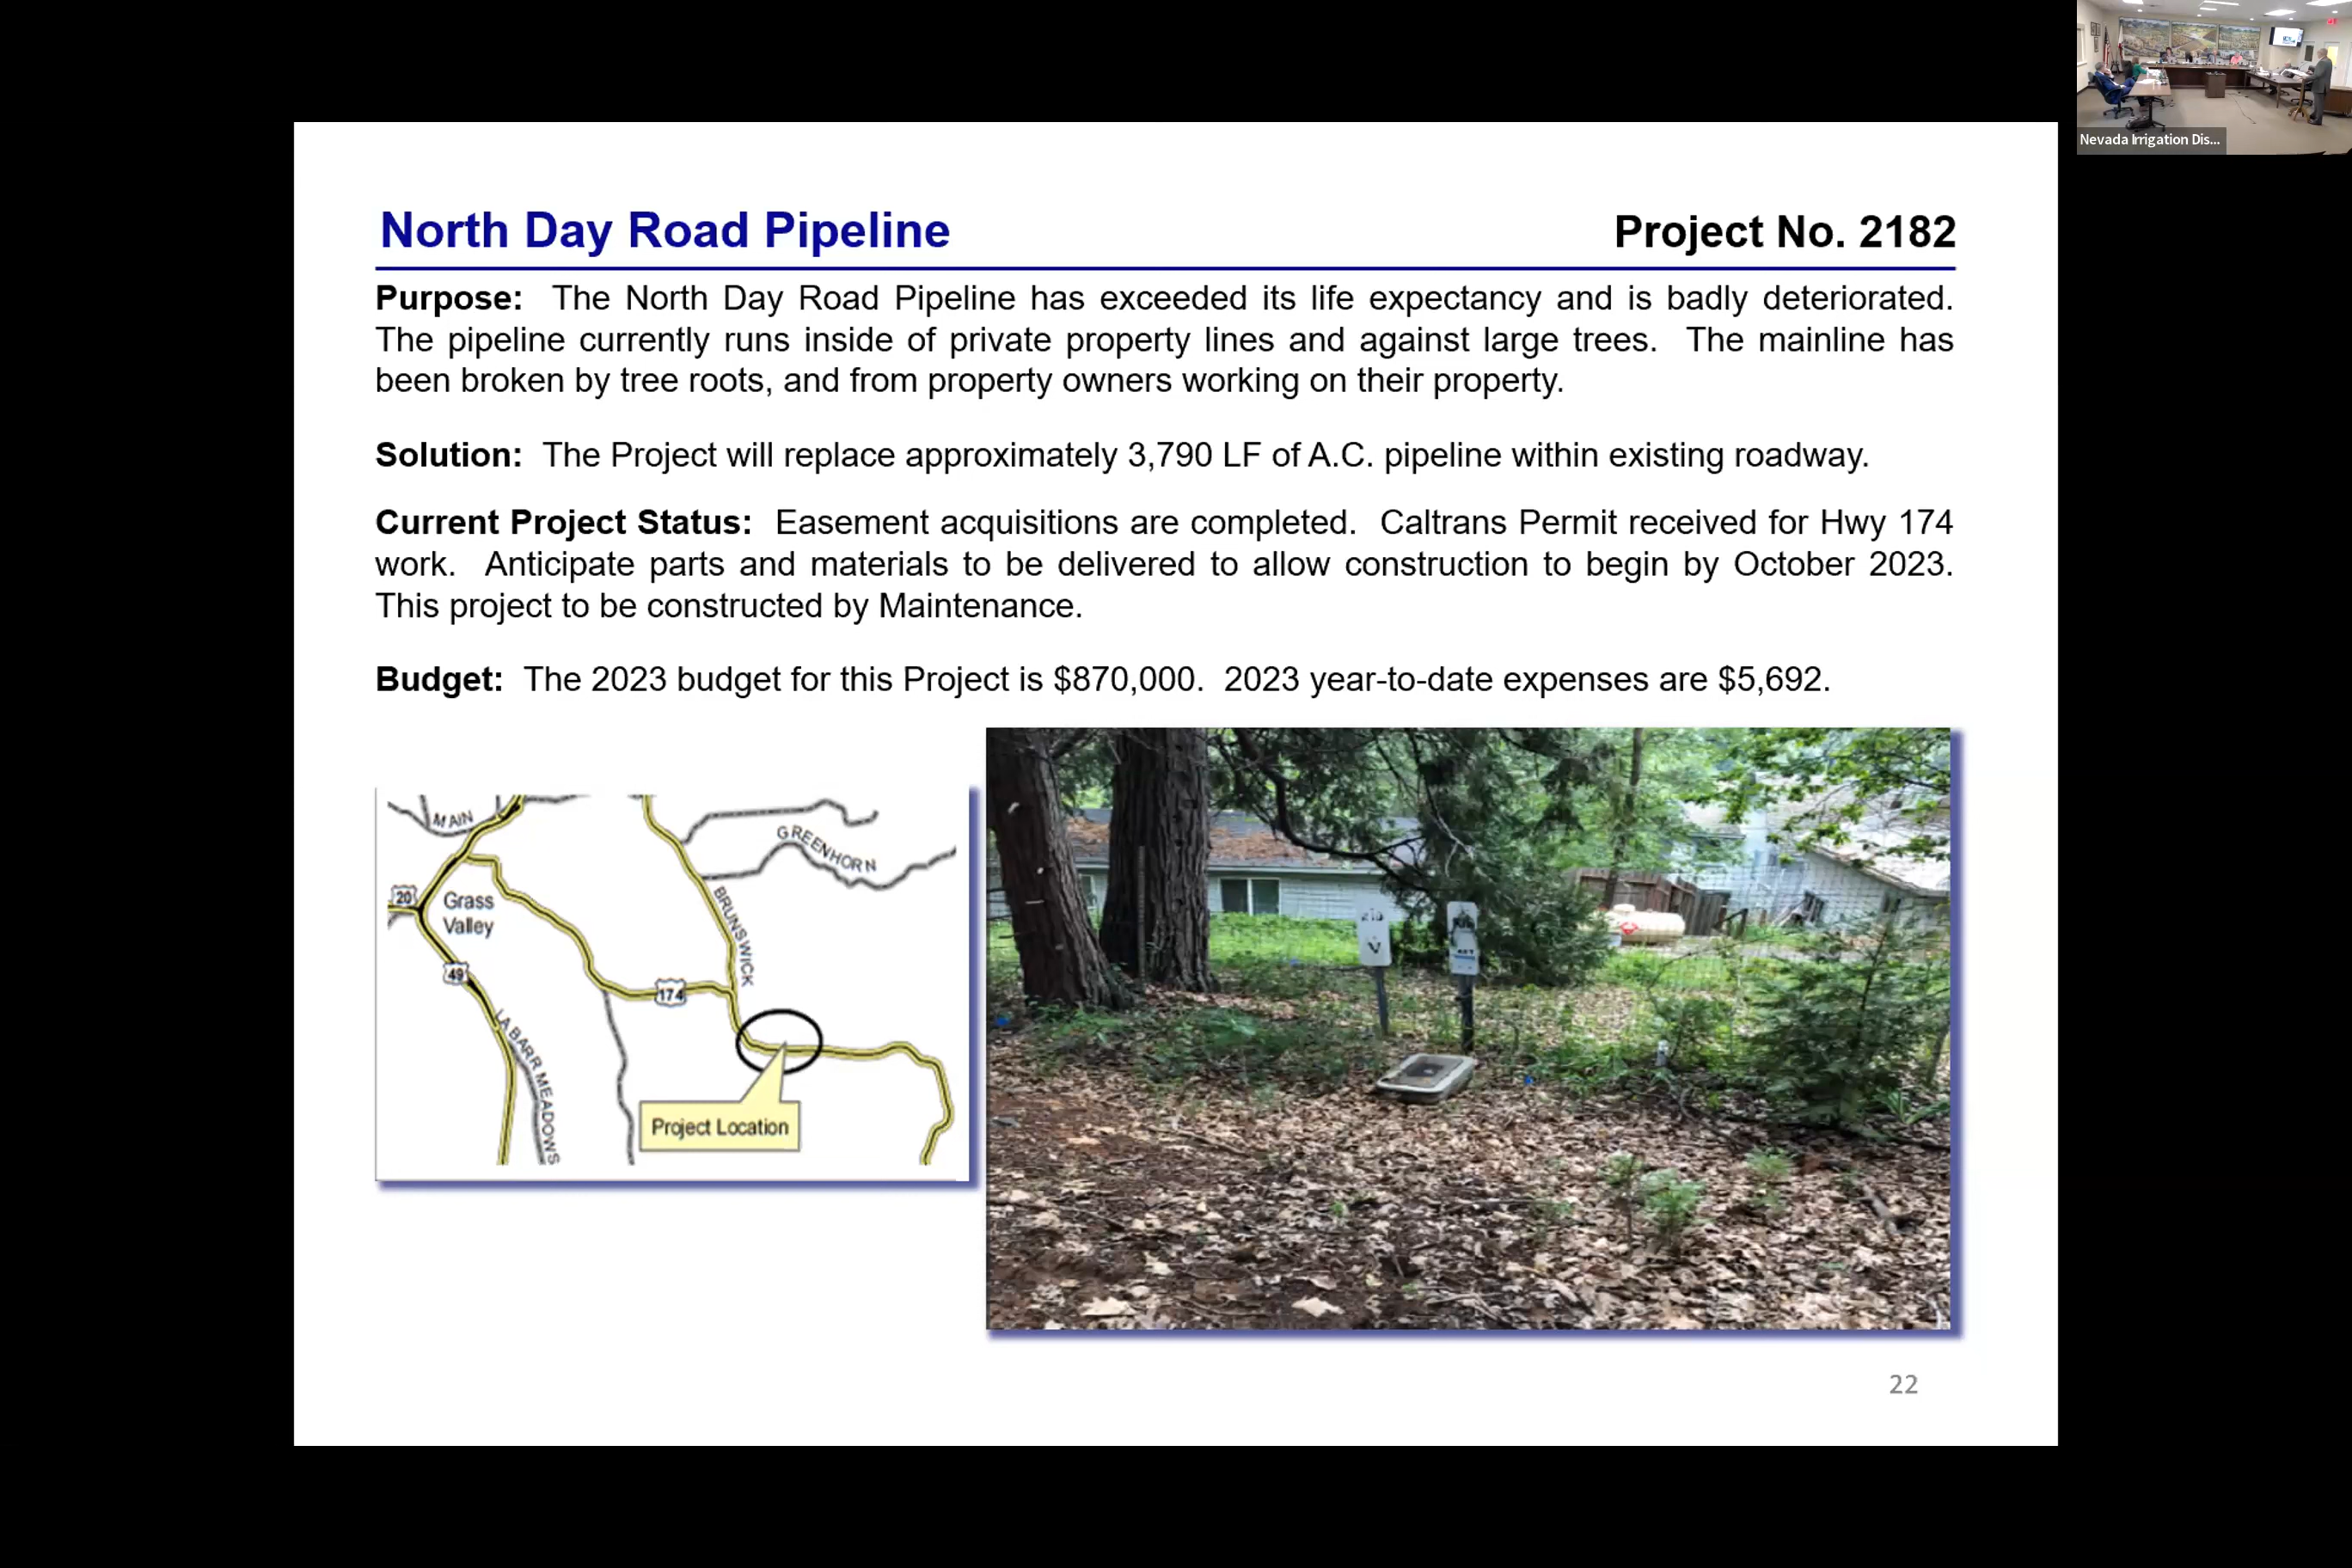 Nevada Irrigation Dis...
North Day Road Pipeline
Project No. 2182
Purpose: The North Day Road Pipeline has exceeded its life expectancy and is badly deteriorated.
The pipeline currently runs inside of private property lines and against large trees. The mainline has
been broken by tree roots, and from property owners working on their property.
Solution: The Project will replace approximately 3,790 LF of A.C. pipeline within existing roadway.
Current Project Status: Easement acquisitions are completed. Caltrans Permit received for Hwy 174
work. Anticipate parts and materials to be delivered to allow construction to begin by October 2023.
This project to be constructed by Maintenance.
Budget: The 2023 budget for this Project is $870,000. 2023 year-to-date expenses are $5,692.
MAIN
GREENHORN
20
Grass
Valley
BRUNSWICK
49
174
LA BARR MEADOWS
Project Location
V
22